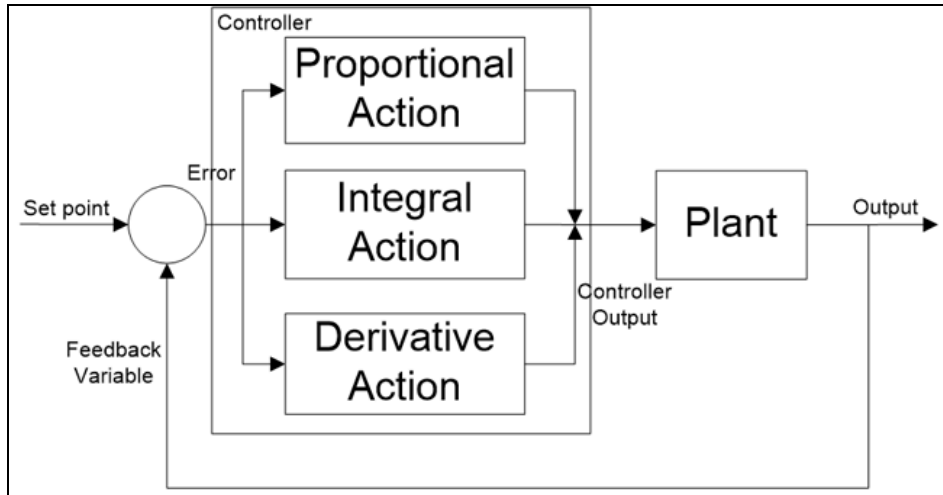 Controller
Proportional
Action
Error
Set point
Integral
Action
Plant
Output
Controller
Output
Feedback
Variable
Derivative
Action